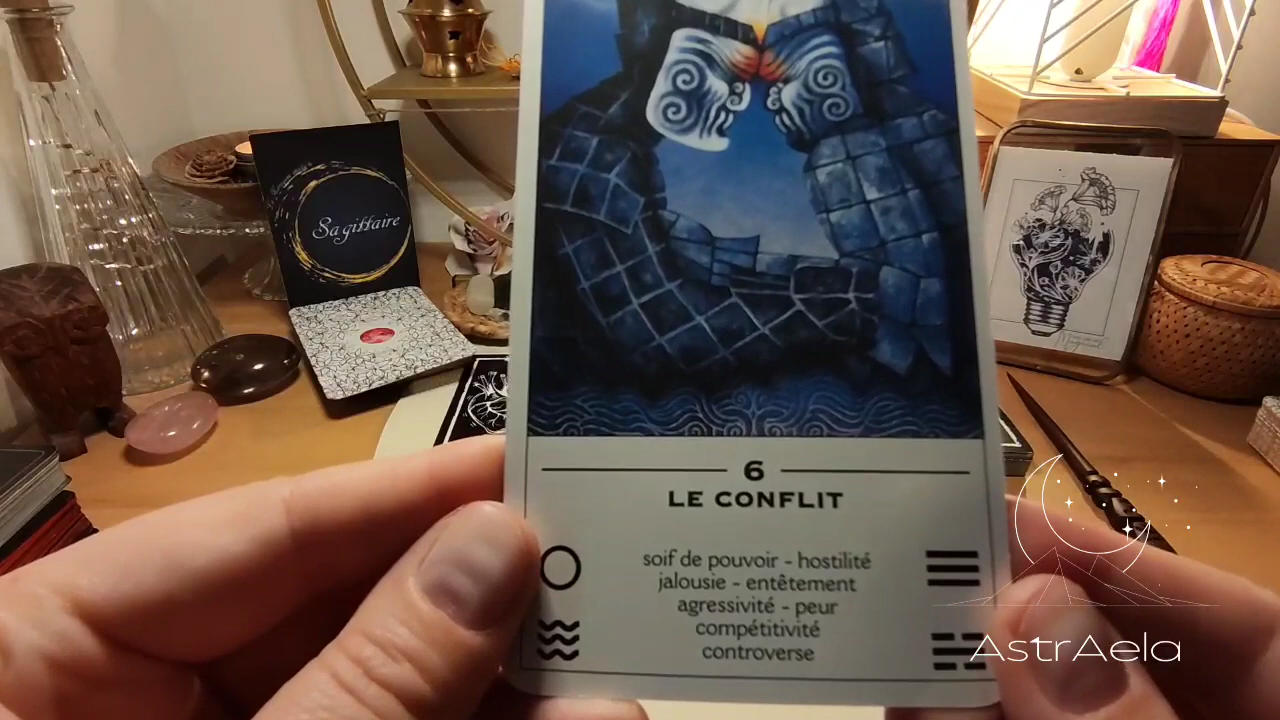 Sagittaire
6
LE CONFLIT
soif de pouvoir - hostilité
jalousie - entêtement
agressivité - peur
compétitivité
controverse
AstrAela